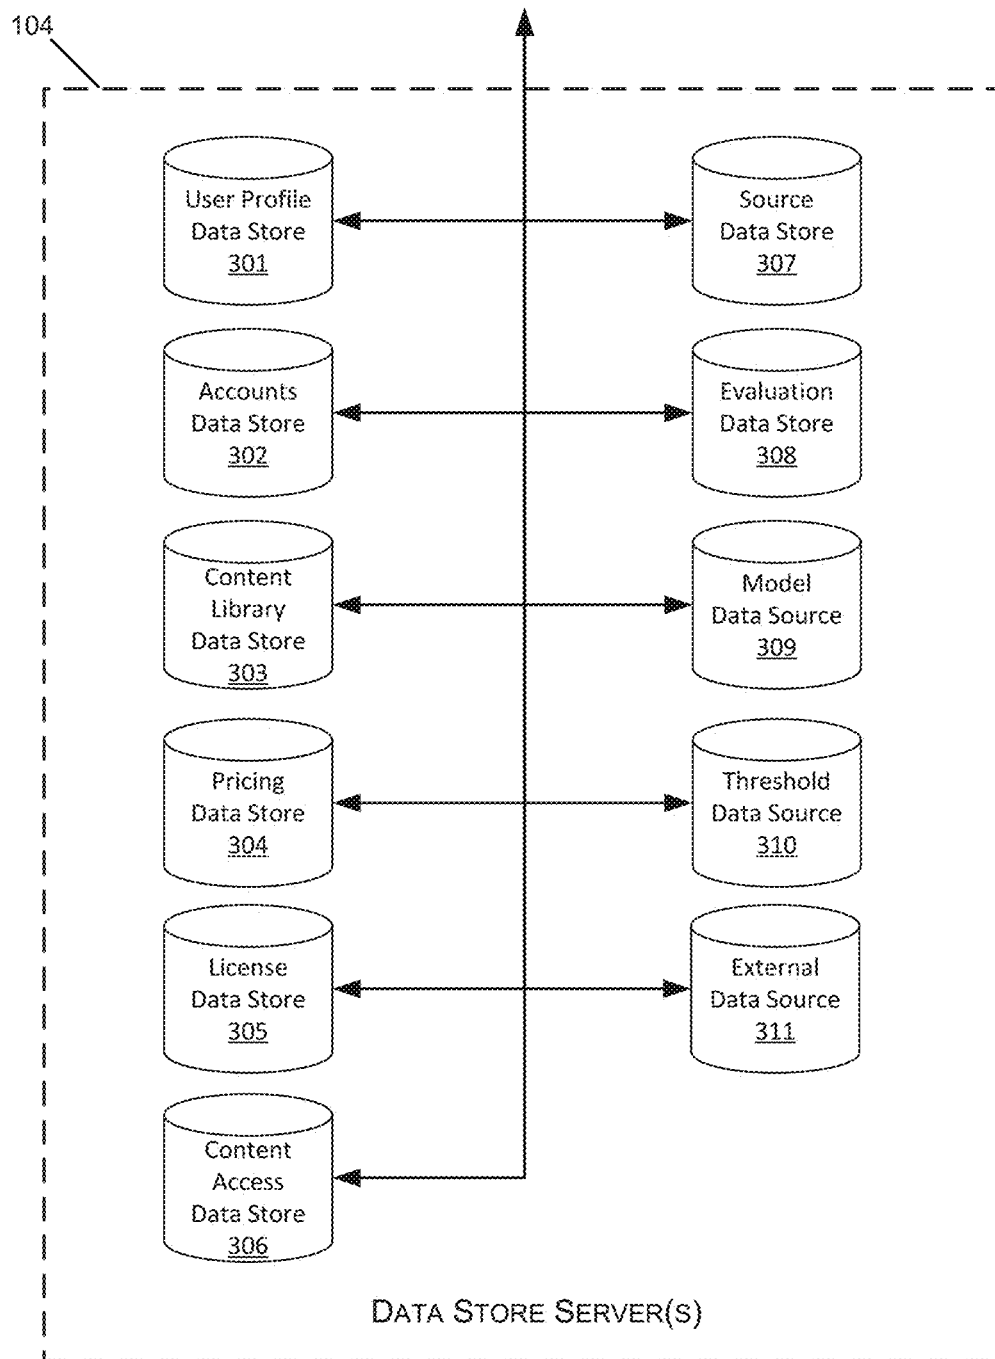 104
User Profile
Data Store
301
Source
Data Store
307
Accounts
Data Store
302
Evaluation
Data Store
308
Content
Library
Data Store
303
Model
Data Source
309
Pricing
Data Store
304
Threshold
Data Source
310
License
Data Store
305
External
Data Source
311
Content
Access
Data Store
306
DATA STORE SERVER(S)